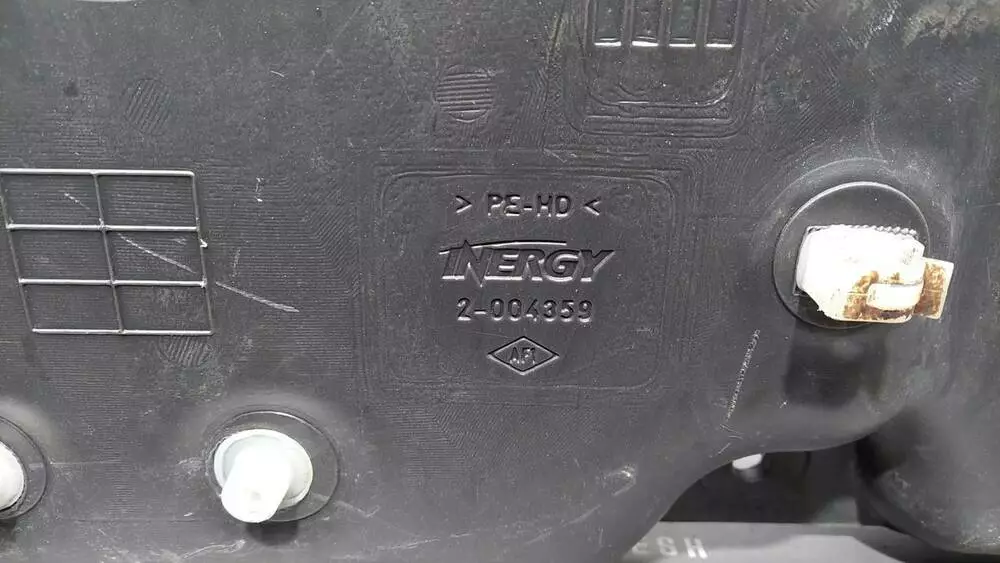 > PE-HD <
INERGY
2-004359
AFI